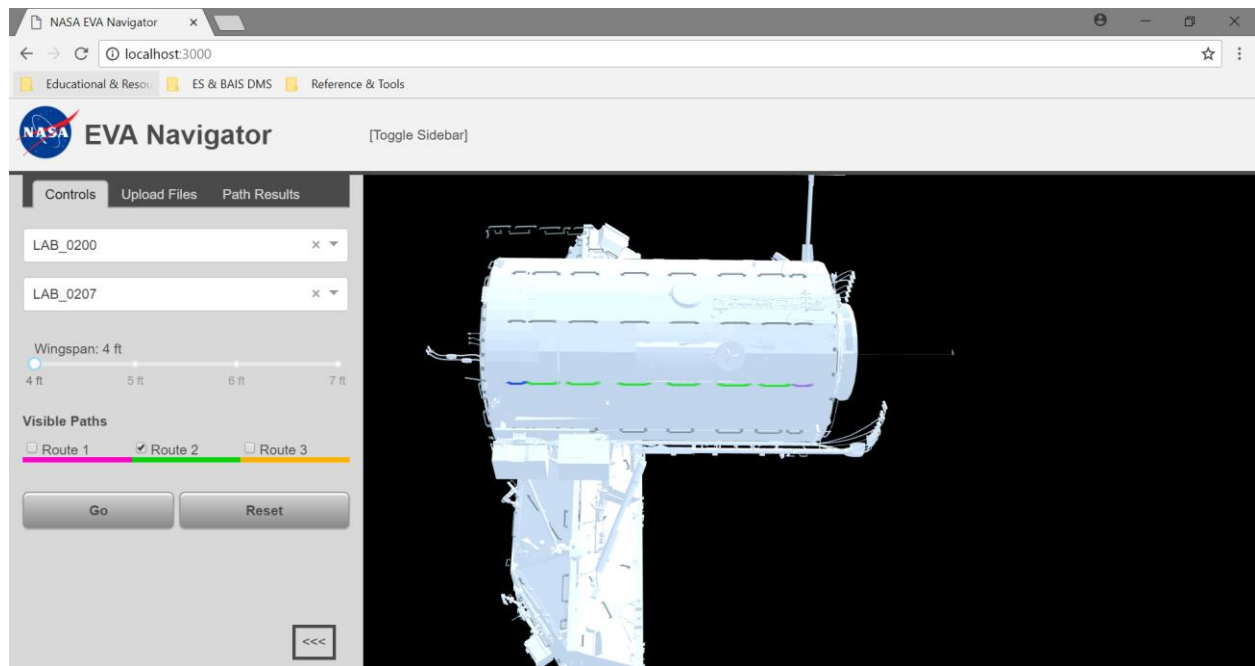 NASA EVA Navigator
localhost:3000
Educational & Resou ES & BAIS DMS Reference & Tools
NASA EVA Navigator [Toggle Sidebar]
Controls Upload Files Path Results
LAB_0200
LAB_0207
Wingspan: 4 ft
4 ft 5 ft 6 ft 7 ft
Visible Paths
Route 1 Route 2 Route 3
Go Reset
<<<